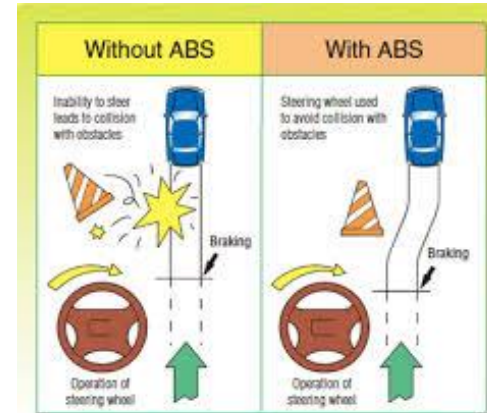 Without ABS
Inability to steer
leads to collision
with obstacles
Braking
Operation of
steering wheel
With ABS
Steering wheel used
to avoid collision with
obstacles
Braking
Operation of
steering wheel